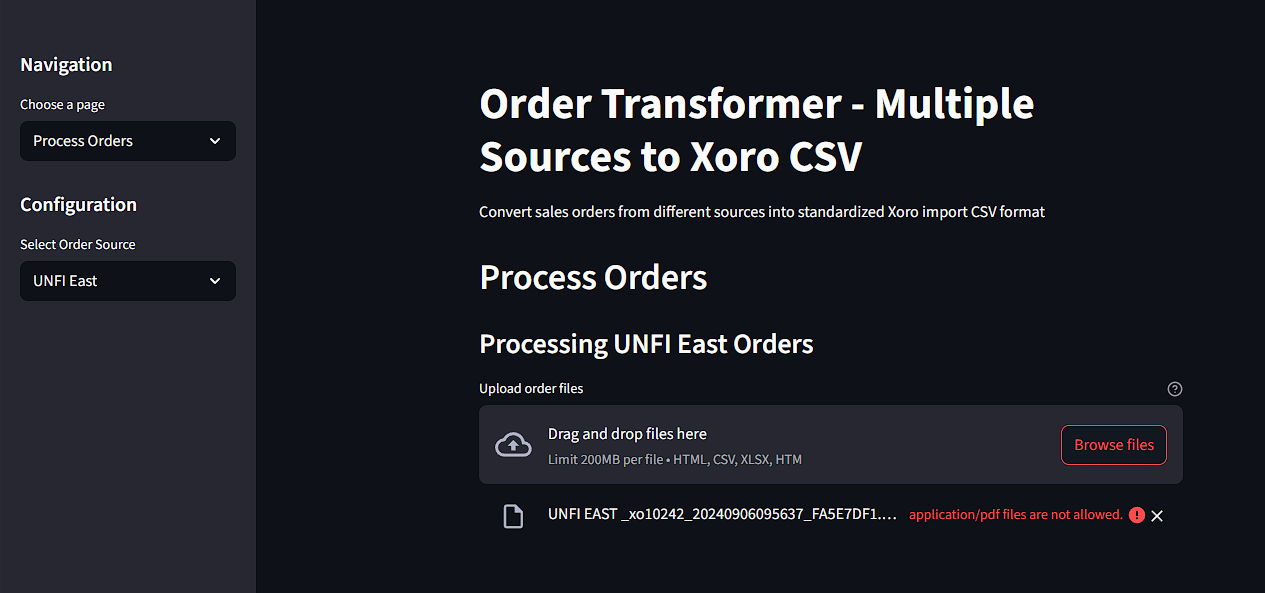 Navigation
Choose a page
Process Orders
Configuration
Select Order Source
UNFI East
Order Transformer - Multiple
Sources to Xoro CSV
Convert sales orders from different sources into standardized Xoro import CSV format
Process Orders
Processing UNFI East Orders
Upload order files
Drag and drop files here
Limit 200MB per file • HTML, CSV, XLSX, HTM
Browse files
UNFI EAST _xo10242_20240906095637_FA5E7DF1.... application/pdf files are not allowed.